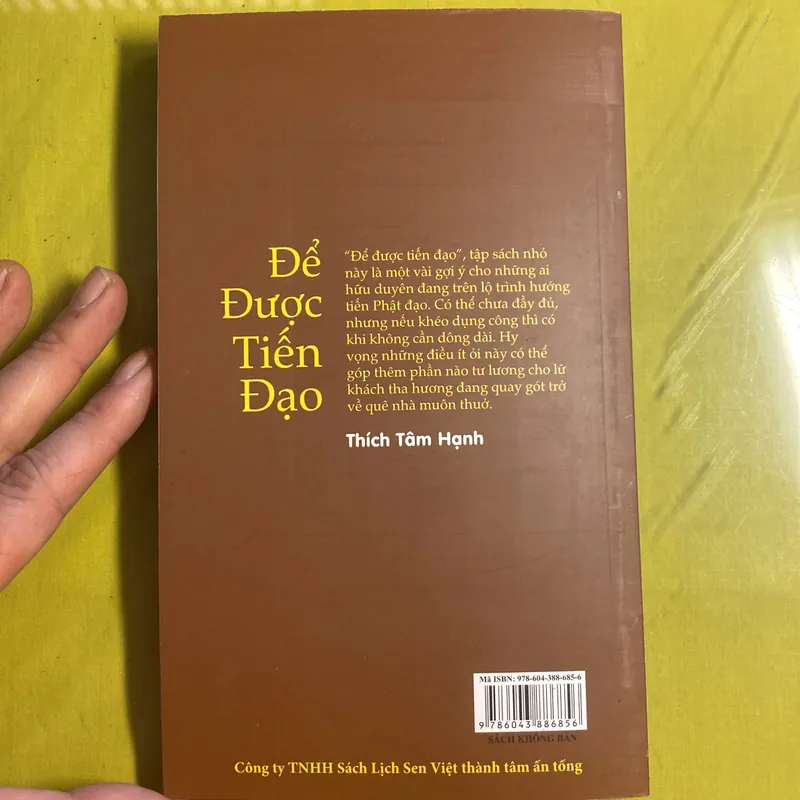 Để
Được
Tiến
Đạo
"Để được tiến đạo", tập sách nhỏ
này là một vài gợi ý cho những ai
hữu duyên đang trên lộ trình hướng
tiến Phật đạo. Có thể chưa đầy đủ,
nhưng nếu khéo dụng công thì có
khi không cần dông dài. Hy
vọng những điều ít ỏi này có thể
góp thêm phần nào tư lương cho lữ
khách tha hương đang quay gót trở
về quê nhà muôn thuở.
Thích Tâm Hạnh
Mã ISBN: 978-604-388-685-6
9 786043 886856
SÁCH KHÔNG BÁN
Công ty TNHH Sách Lịch Sen Việt thành tâm ấn tống